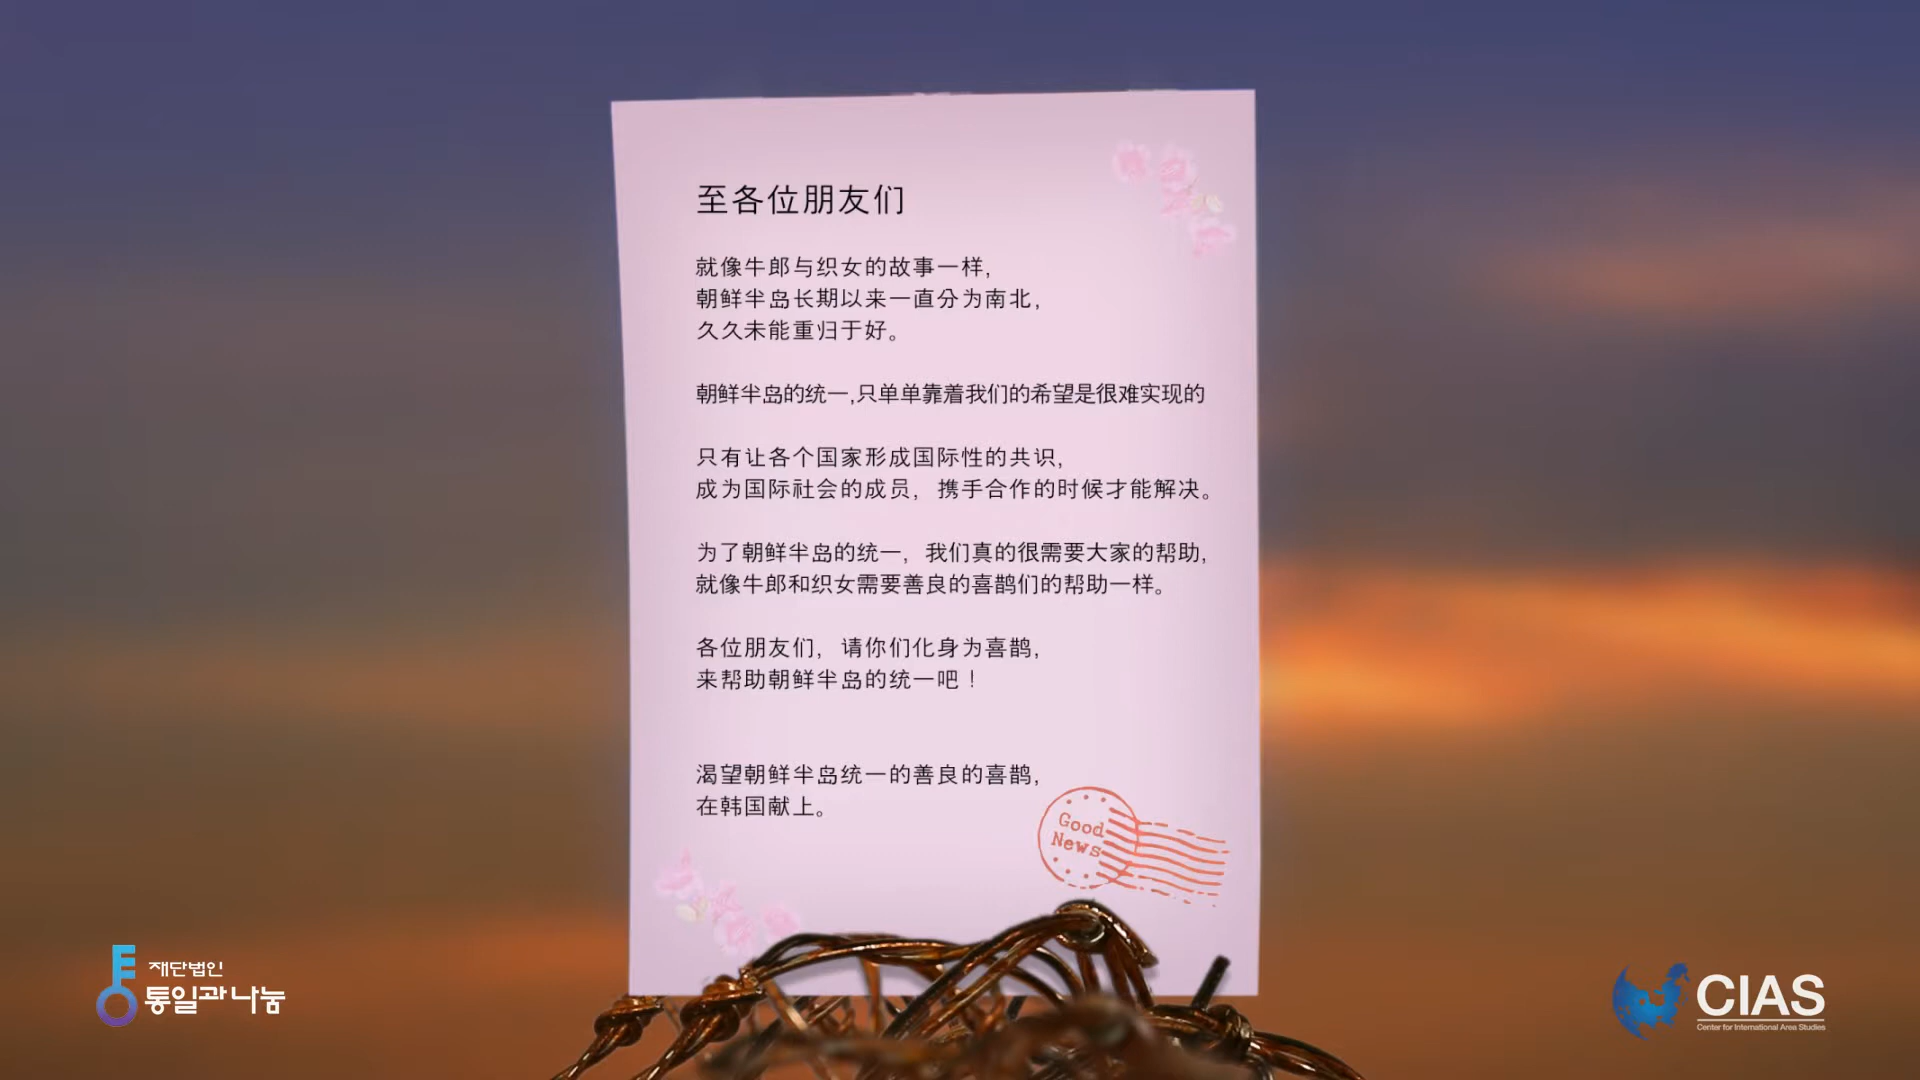 至各位朋友们
就像牛郎与织女的故事一样,
朝鲜半岛长期以来一直分为南北,
久久未能重归于好。
朝鲜半岛的统一,只单单靠着我们的希望是很难实现的
只有让各个国家形成国际性的共识,
成为国际社会的成员,携手合作的时候才能解决。
为了朝鲜半岛的统一,我们真的很需要大家的帮助,
就像牛郎和织女需要善良的喜鹊们的帮助一样。
各位朋友们,请你们化身为喜鹊,
来帮助朝鲜半岛的统一吧！
渴望朝鲜半岛统一的善良的喜鹊,
在韩国献上。
Good
News
재단법인
통일과나눔
CIAS
Center for International Area Studies